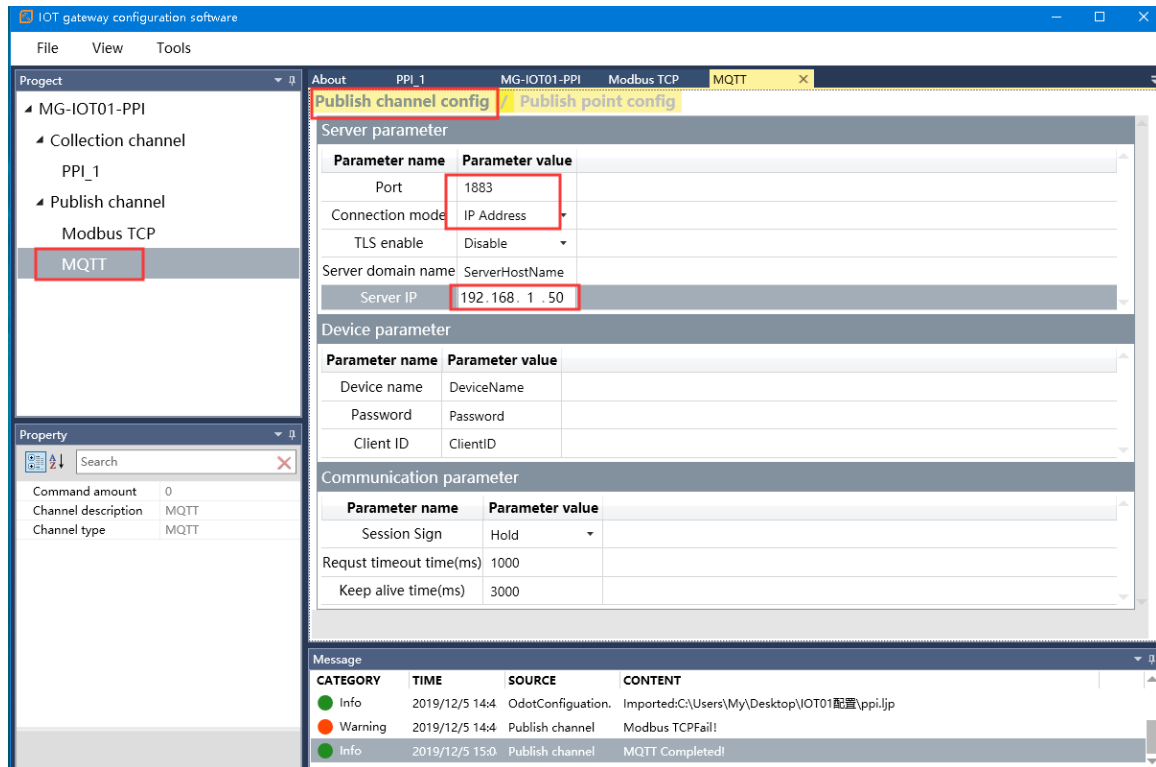 IOT gateway configuration software
File View Tools
Progect
MG-IOT01-PPI
Collection channel
PPI_1
Publish channel
Modbus TCP
MQTT
Property
Search
Command amount 0
Channel description MQTT
Channel type MQTT
About PPI_1 MG-IOT01-PPI Modbus TCP MQTT
Publish channel config / Publish point config
Server parameter
Parameter name Parameter value
Port 1883
Connection mode IP Address
TLS enable Disable
Server domain name ServerHostName
Server IP 192.168. 1 .50
Device parameter
Parameter name Parameter value
Device name DeviceName
Password Password
Client ID ClientID
Communication parameter
Parameter name Parameter value
Session Sign Hold
Requst timeout time(ms) 1000
Keep alive time(ms) 3000
Message
CATEGORY TIME SOURCE CONTENT
Info 2019/12/5 14:4 OdotConfiguation. Imported:C:\Users\My\Desktop\IOT01配置\ppi.ljp
Warning 2019/12/5 14:4 Publish channel Modbus TCPFail!
Info 2019/12/5 15:0 Publish channel MQTT Completed!